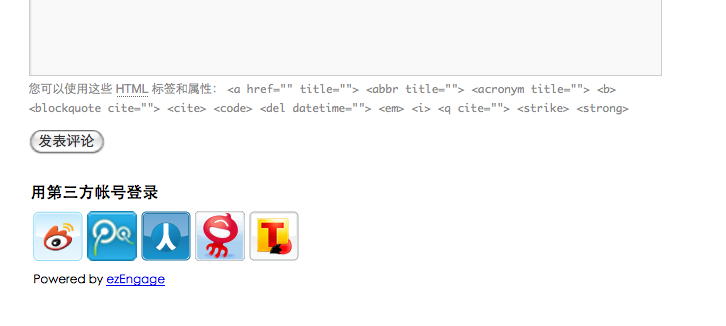 您可以使用这些 HTML 标签和属性： <a href="" title=""> <abbr title=""> <acronym title=""> <b>
<blockquote cite=""> <cite> <code> <del datetime=""> <em> <i> <q cite=""> <strike> <strong>
发表评论
用第三方帐号登录
人 T
Powered by ezEngage